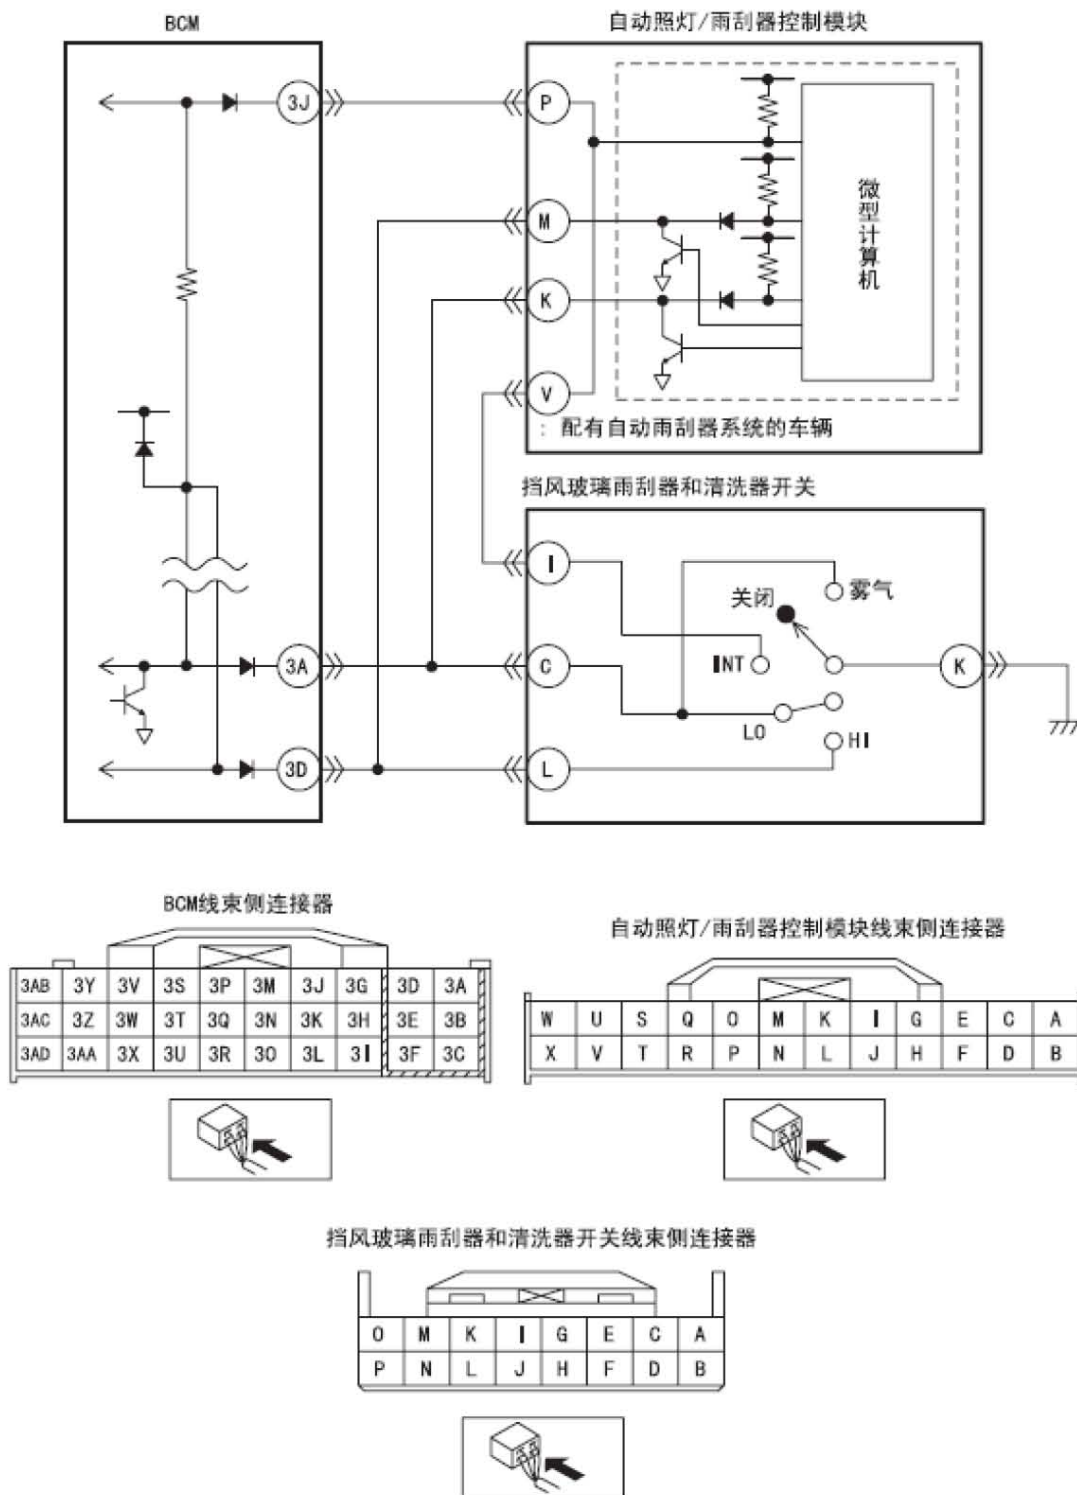 BCM
自动照灯/雨刮器控制模块
3J
P
M
K
V
微型计算机
: 配有自动雨刮器系统的车辆
挡风玻璃雨刮器和清洗器开关
I
关闭
雾气
INT
3A
C
K
LO
HI
3D
L
BCM线束侧连接器
3AB 3Y 3V 3S 3P 3M 3J 3G 3D 3A
3AC 3Z 3W 3T 3Q 3N 3K 3H 3E 3B
3AD 3AA 3X 3U 3R 3O 3L 3I 3F 3C
自动照灯/雨刮器控制模块线束侧连接器
W U S Q O M K I G E C A
X V T R P N L J H F D B
挡风玻璃雨刮器和清洗器开关线束侧连接器
O M K I G E C A
P N L J H F D B